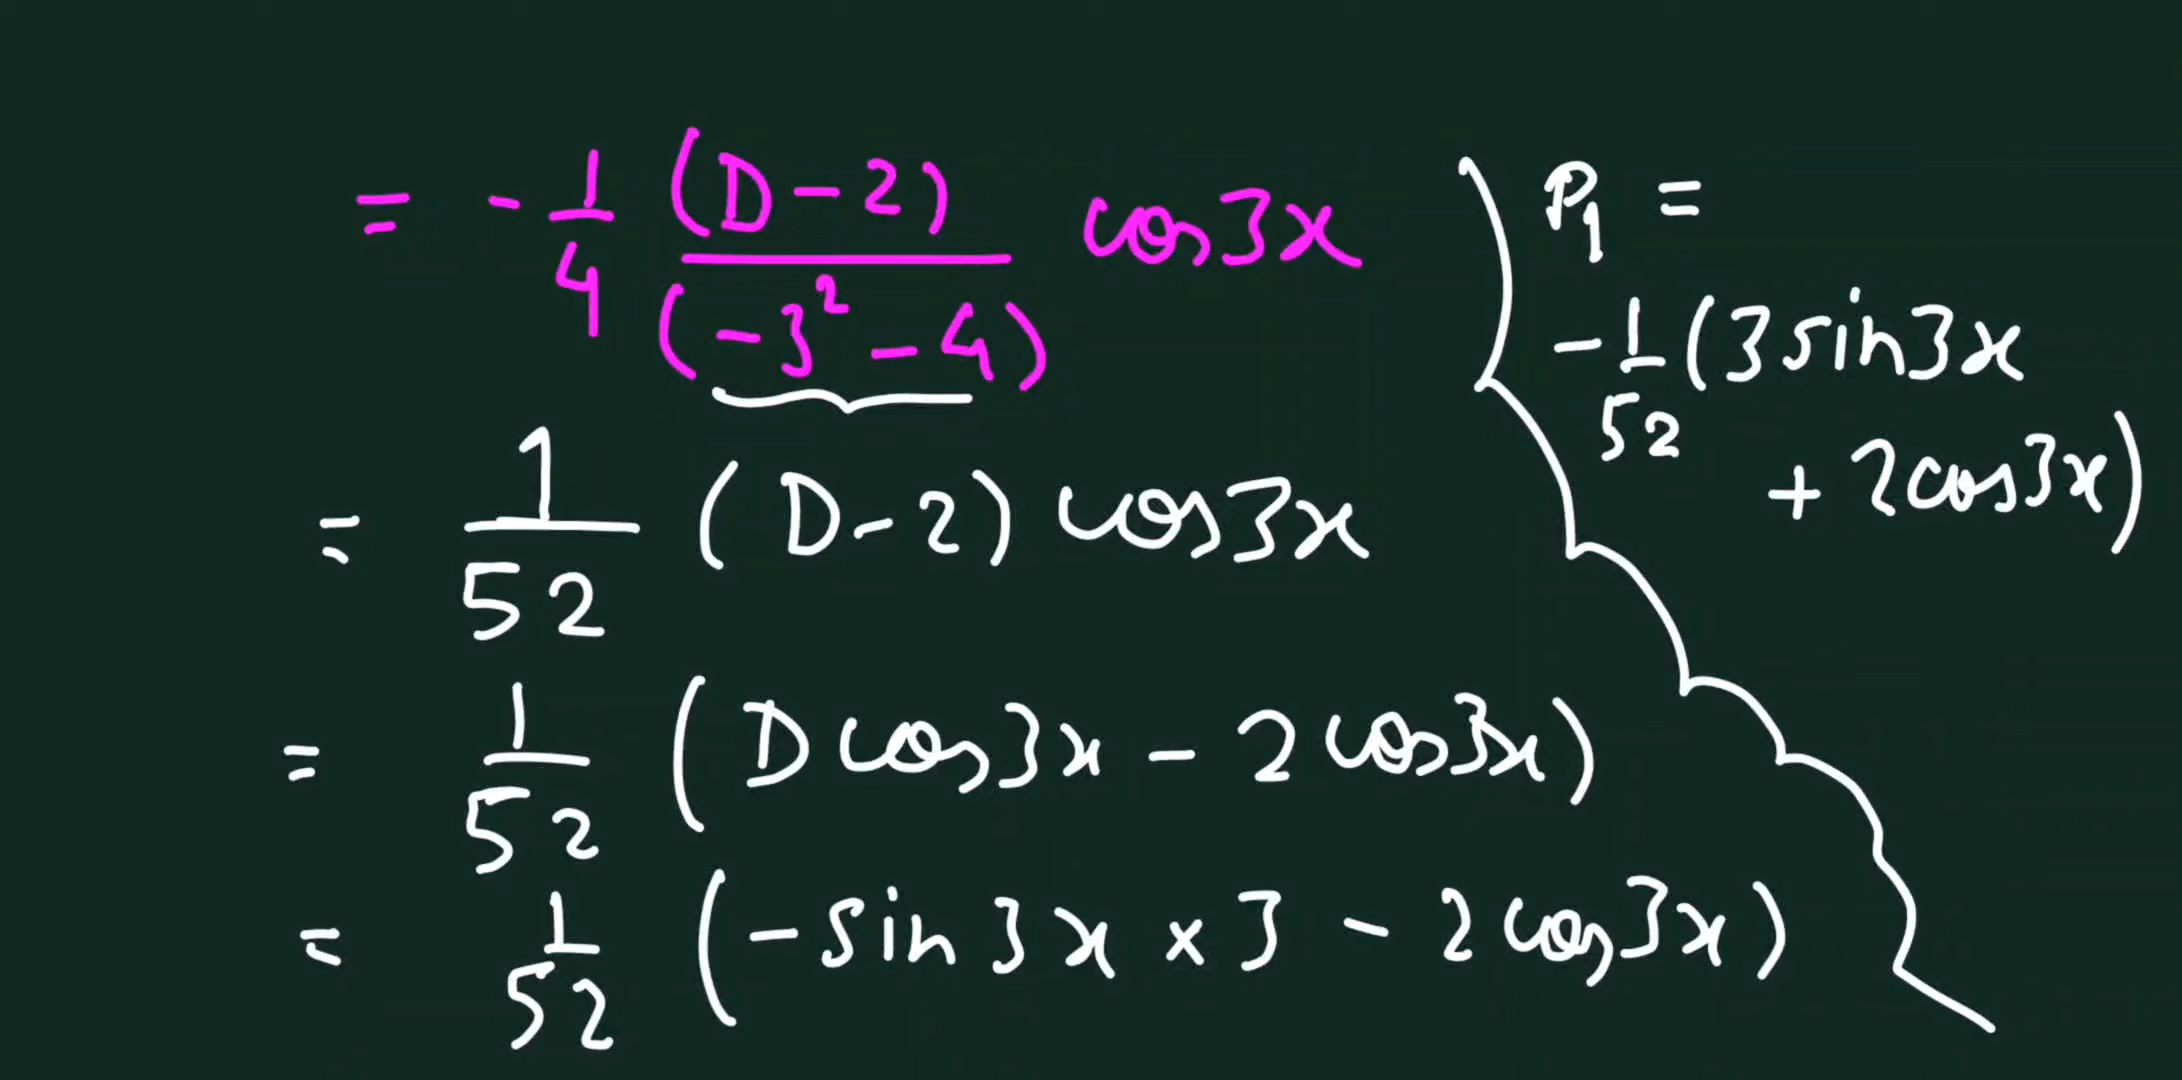 = -1/4 (D-2)/(-3²-4) cos3x
= 1/52 (D-2) cos3x
= 1/52 (D cos3x - 2cos3x)
= 1/52 (-sin3x × 3 - 2cos3x)
P₁ =
-1/52 (3sin3x
+ 2cos3x)